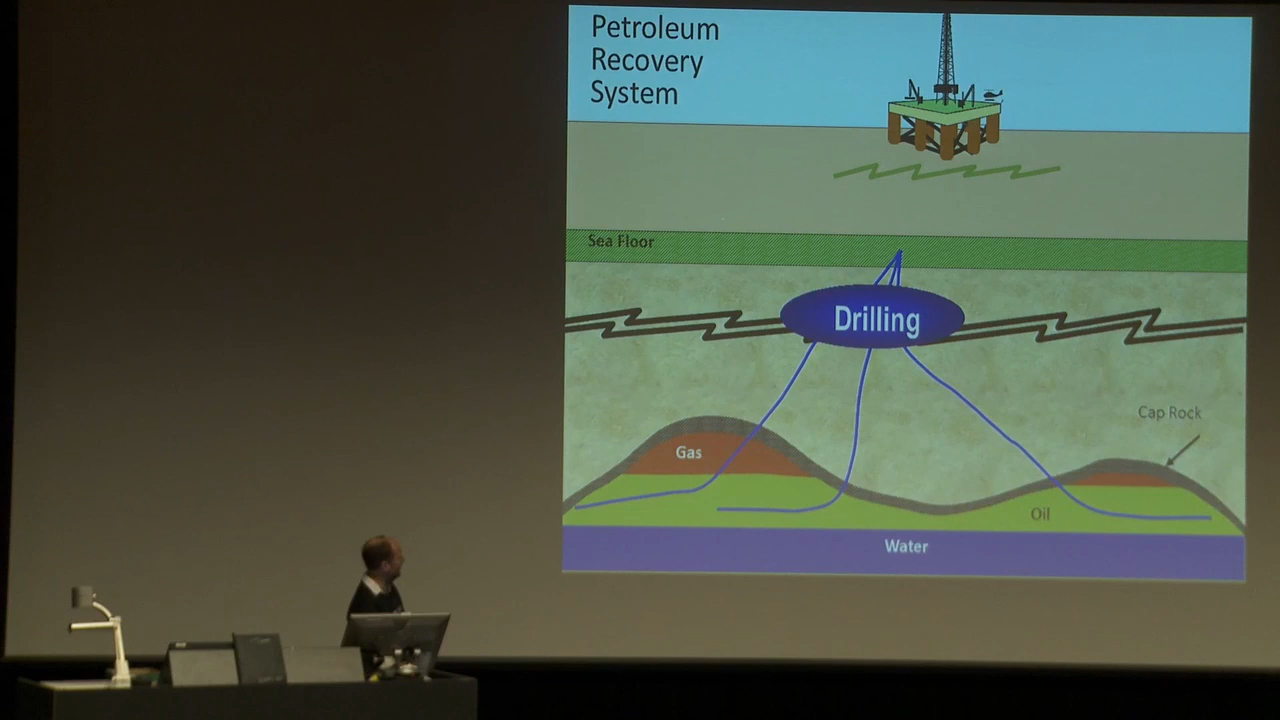 Petroleum
Recovery
System
Sea Floor
Drilling
Cap Rock
Gas
Oil
Water